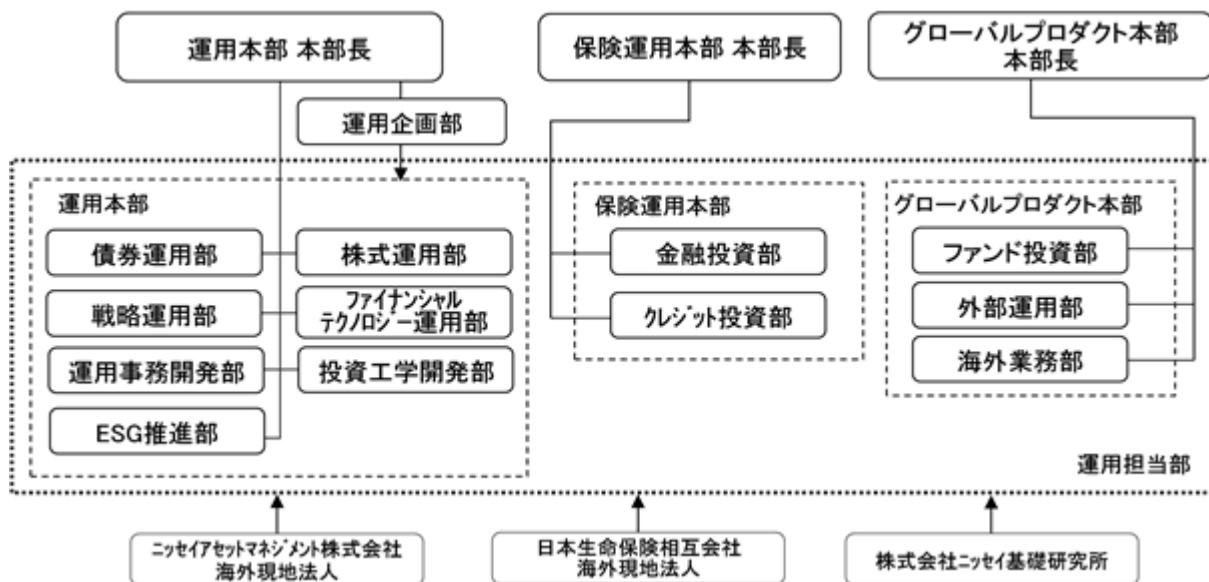 運用本部 本部長
保険運用本部 本部長
グローバルプロダクト本部
本部長
運用企画部
運用本部
債券運用部
株式運用部
戦略運用部
ファイナンシャル
テクノロジー運用部
運用事務開発部
投資工学開発部
ESG推進部
保険運用本部
金融投資部
クレジット投資部
グローバルプロダクト本部
ファンド投資部
外部運用部
海外業務部
運用担当部
ニッセイアセットマネジメント株式会社
海外現地法人
日本生命保険相互会社
海外現地法人
株式会社ニッセイ基礎研究所